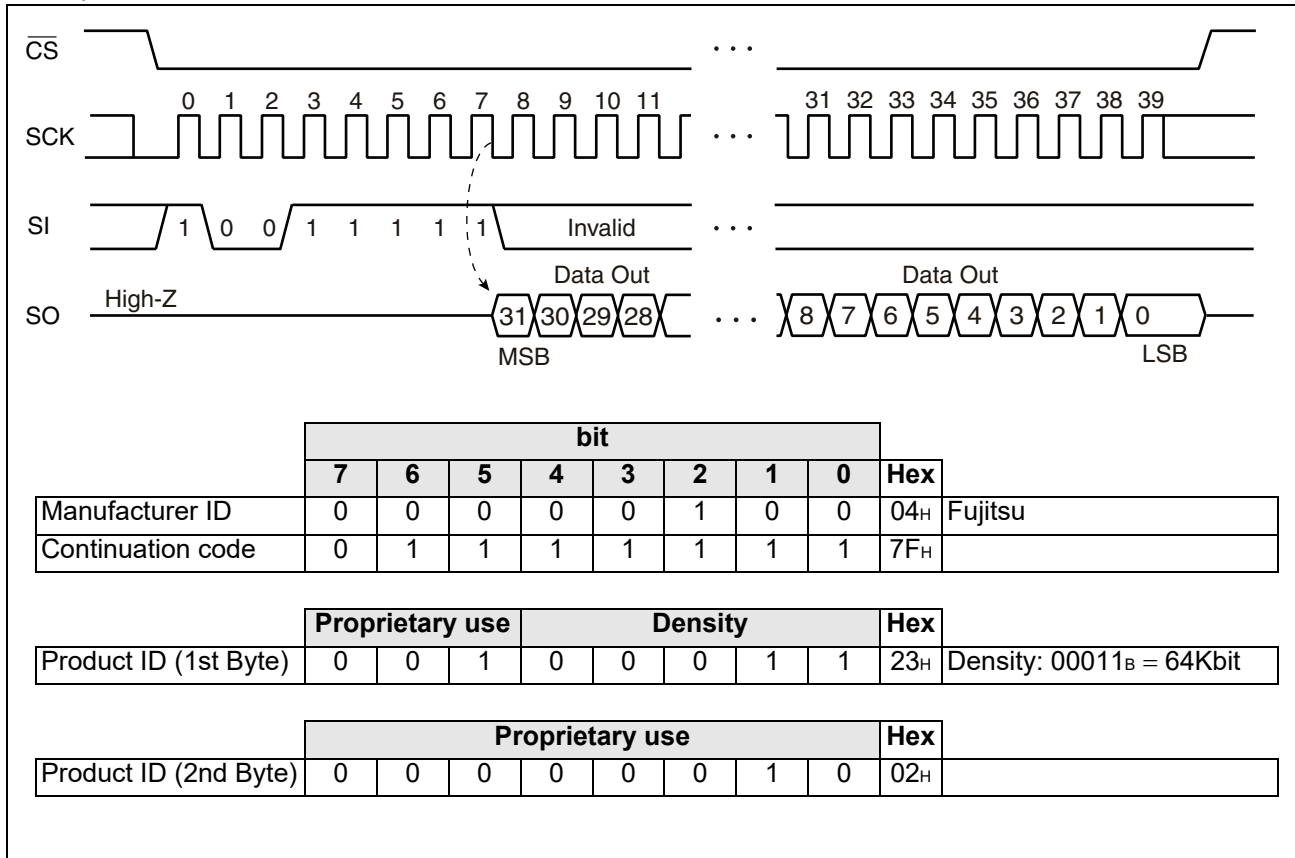 CS
0 1 2 3 4 5 6 7 8 9 10 11 31 32 33 34 35 36 37 38 39
SCK
SI 1 0 0 1 1 1 1 1 Invalid
Data Out Data Out
High-Z
SO 31 30 29 28 8 7 6 5 4 3 2 1 0
MSB LSB
bit
7 6 5 4 3 2 1 0 Hex
Manufacturer ID 0 0 0 0 0 1 0 0 04H Fujitsu
Continuation code 0 1 1 1 1 1 1 1 7FH
Proprietary use Density Hex
Product ID (1st Byte) 0 0 1 0 0 0 1 1 23H Density: 00011B = 64Kbit
Proprietary use Hex
Product ID (2nd Byte) 0 0 0 0 0 0 1 0 02H